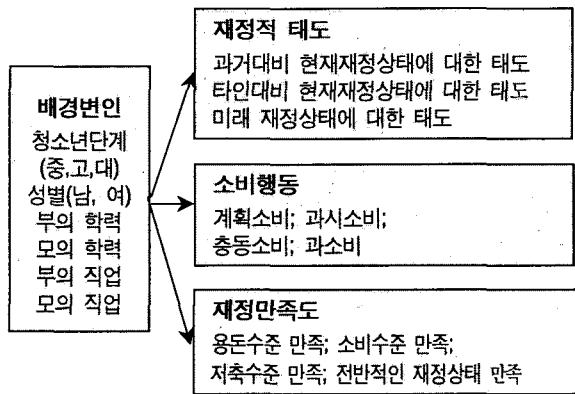 배경변인
청소년단계
(중,고,대)
성별(남, 여)
부의 학력
모의 학력
부의 직업
모의 직업
재정적 태도
과거대비 현재재정상태에 대한 태도
타인대비 현재재정상태에 대한 태도
미래 재정상태에 대한 태도
소비행동
계획소비; 과시소비;
충동소비; 과소비
재정만족도
용돈수준 만족; 소비수준 만족;
저축수준 만족; 전반적인 재정상태 만족